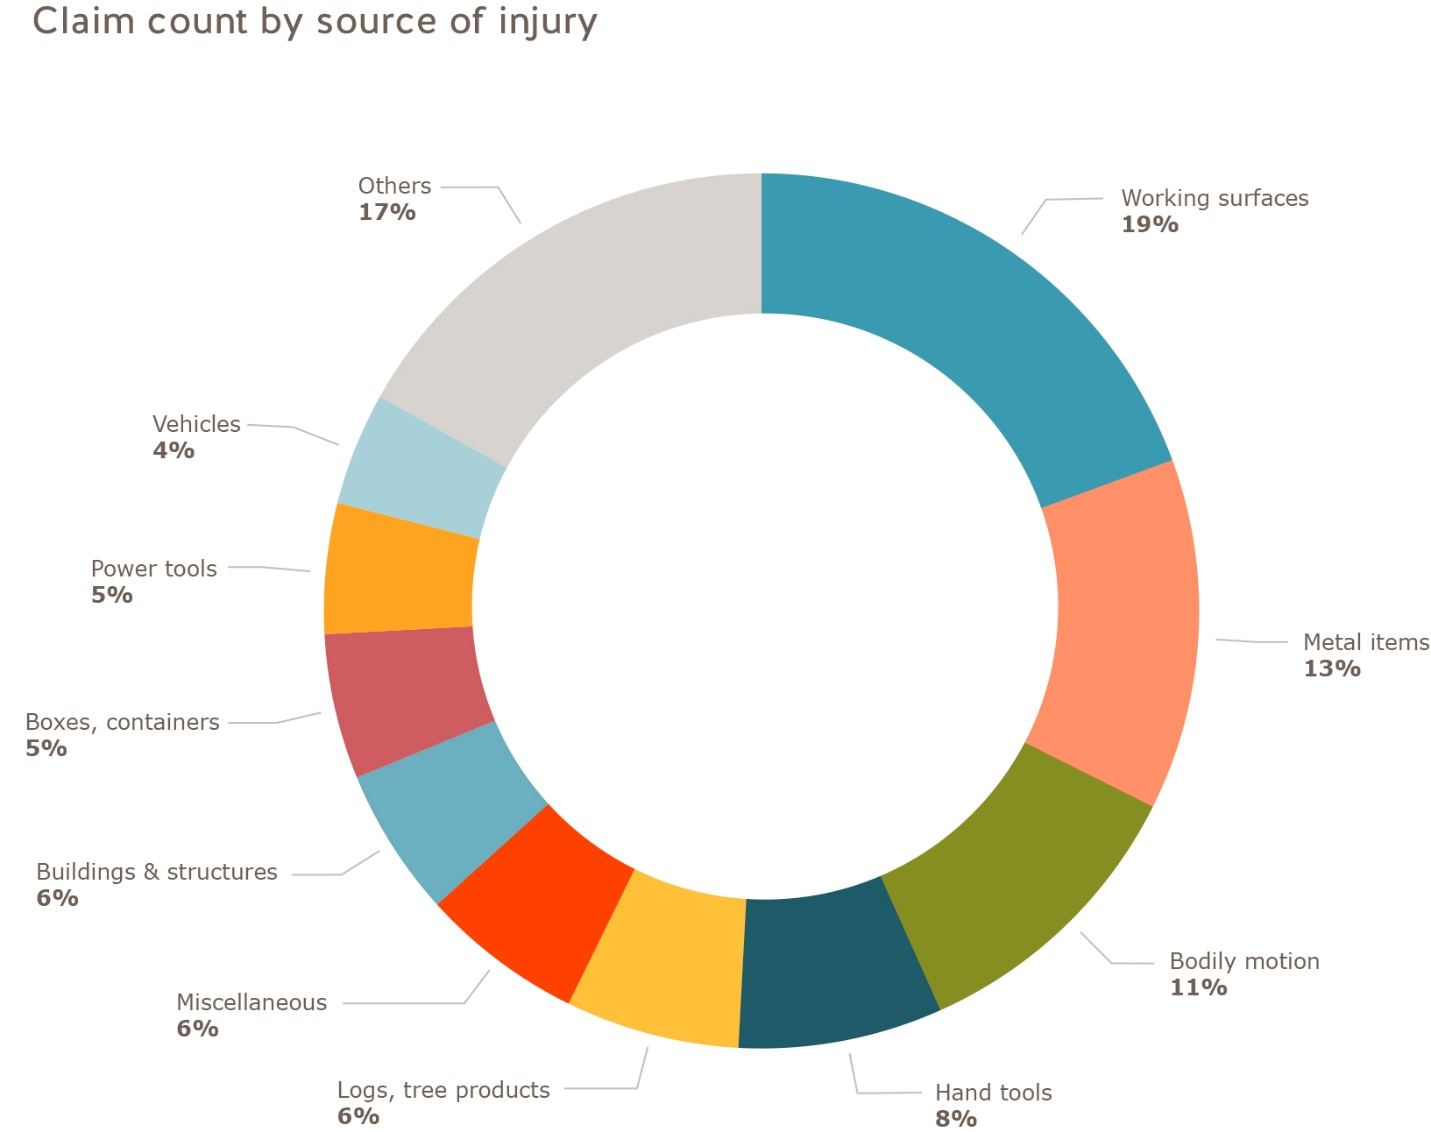 Claim count by source of injury
Others
17%
Working surfaces
19%
Vehicles
4%
Power tools
5%
Metal items
13%
Boxes, containers
5%
Buildings & structures
6%
Bodily motion
11%
Miscellaneous
6%
Logs, tree products
6%
Hand tools
8%